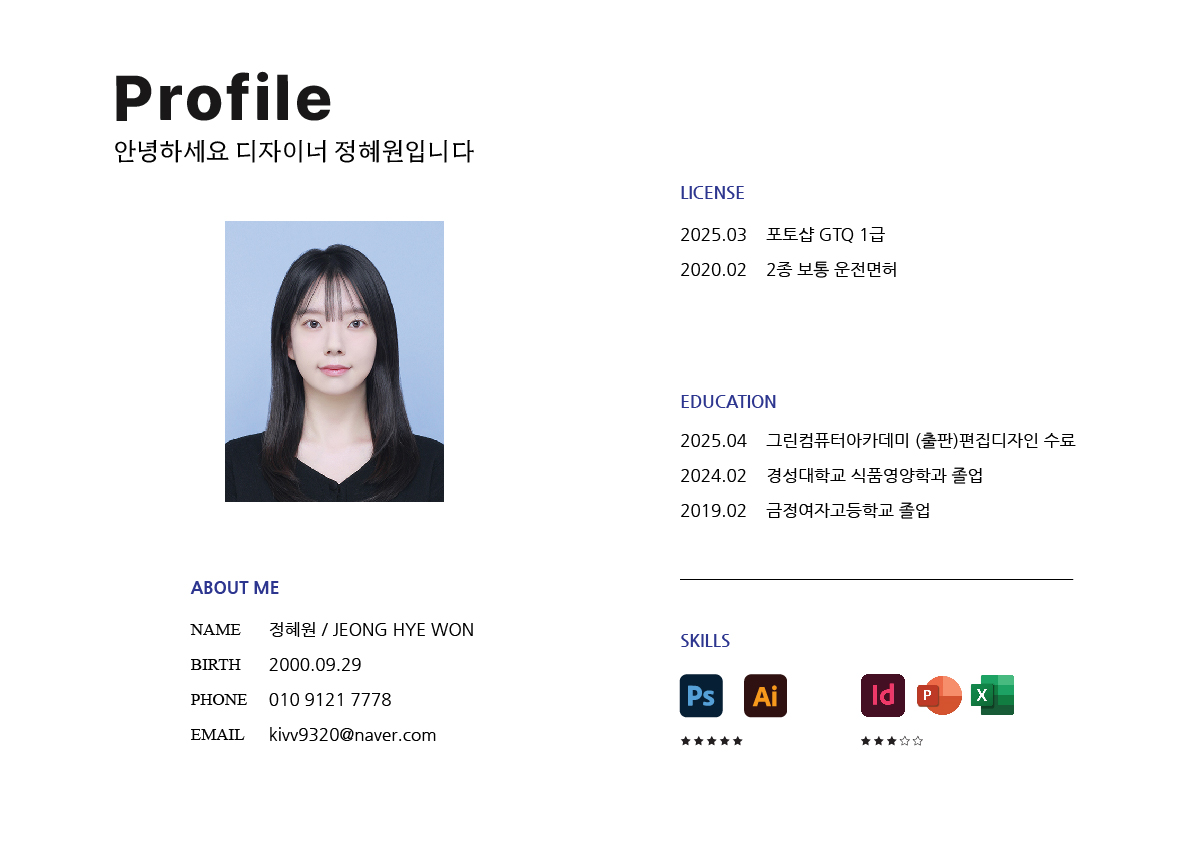 Profile
안녕하세요 디자이너 정혜원입니다
ABOUT ME
NAME 정혜원 / JEONG HYE WON
BIRTH 2000.09.29
PHONE 010 9121 7778
EMAIL kivv9320@naver.com
LICENSE
2025.03 포토샵 GTQ 1급
2020.02 2종 보통 운전면허
EDUCATION
2025.04 그린컴퓨터아카데미 (출판)편집디자인 수료
2024.02 경성대학교 식품영양학과 졸업
2019.02 금정여자고등학교 졸업
SKILLS
Ps Ai Id P X
★★★★★ ★★★☆☆